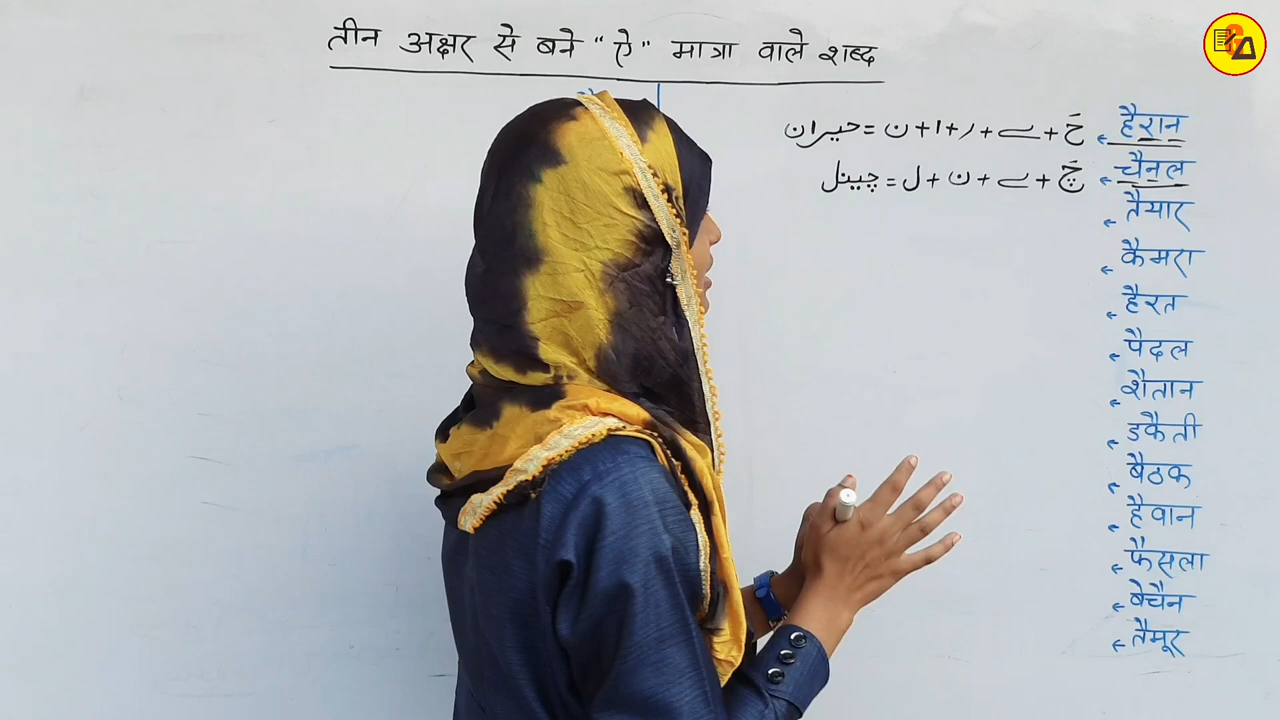 तीन अक्षर से बने "ऐ" मात्रा वाले शब्द
हैरान ← حَ + ے + ر + ا + ن = حیران
चैनल ← چَ + ے + ن + ل = چینل
तैयार ←
कैमरा ←
हैरत ←
पैदल ←
शैतान ←
डकैती ←
बैठक ←
हैवान ←
फैसला ←
बेचैन ←
तैमूर ←